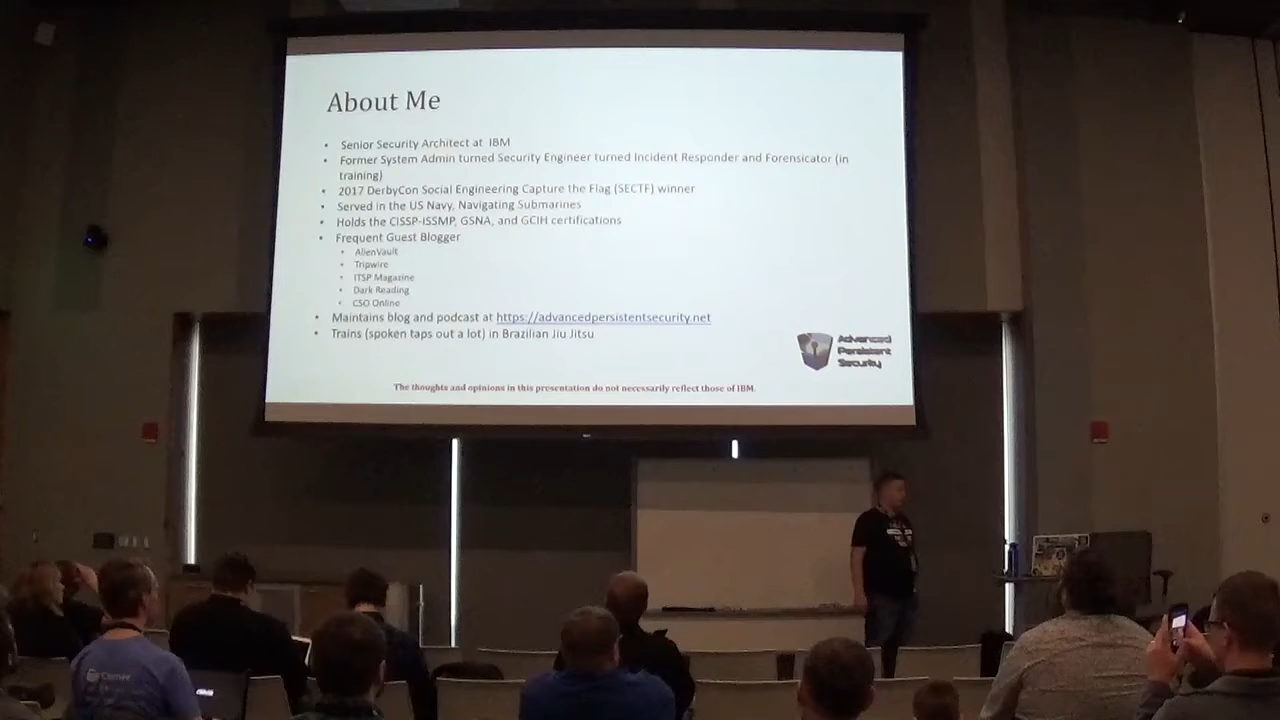 About Me
• Senior Security Architect at IBM
• Former System Admin turned Security Engineer turned Incident Responder and Forensicator (in
training)
• 2017 DerbyCon Social Engineering Capture the Flag (SECTF) winner
• Served in the US Navy, Navigating Submarines
• Holds the CISSP-ISSMP, GSNA, and GCIH certifications
• Frequent Guest Blogger
• AlienVault
• Tripwire
• ITSP Magazine
• Dark Reading
• CSO Online
• Maintains blog and podcast at https://advancedpersistentsecurity.net
• Trains (spoken taps out a lot) in Brazilian Jiu Jitsu
Advanced
Persistent
Security
The thoughts and opinions in this presentation do not necessarily reflect those of IBM.
Cerner